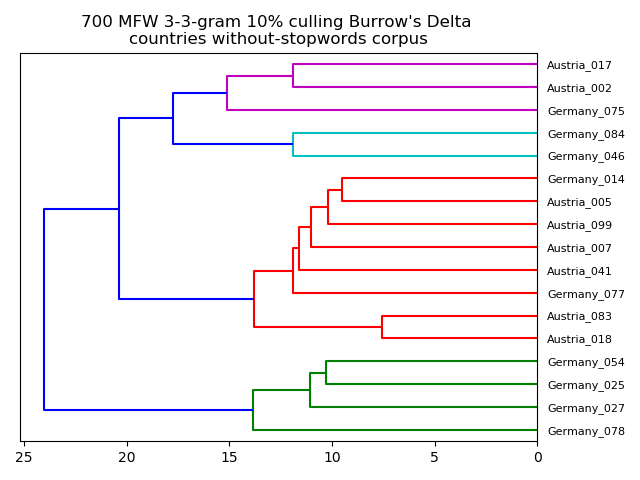 700 MFW 3-3-gram 10% culling Burrow's Delta
countries without-stopwords corpus
Austria_017
Austria_002
Germany_075
Germany_084
Germany_046
Germany_014
Austria_005
Austria_099
Austria_007
Austria_041
Germany_077
Austria_083
Austria_018
Germany_054
Germany_025
Germany_027
Germany_078
25 20 15 10 5 0